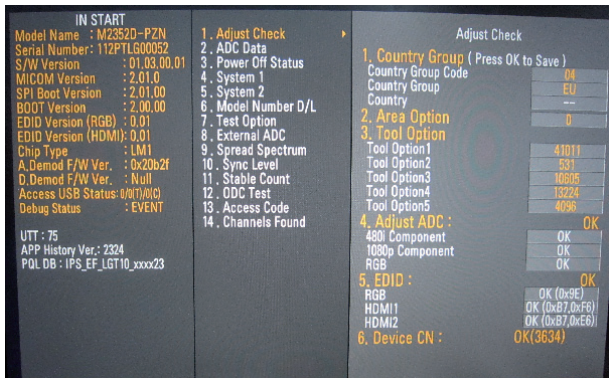 IN START
Model Name : M2352D-PZN
Serial Number: 112PTLG00052
S/W Version : 01.03.00.01
MICOM Version : 2.01.0
SPI Boot Version : 2.01.00
BOOT Version : 2.00.00
EDID Version (RGB) : 0.01
EDID Version (HDMI): 0.01
Chip Type : LM1
A.Demod F/W Ver. : 0x20b2f
D.Demod F/W Ver. : Null
Access USB Status: 0/0(T)/0(C)
Debug Status : EVENT
UTT : 75
APP History Ver.: 2324
PQL DB : IPS_EF_LGT10_xxxx23
1 . Adjust Check
2 . ADC Data
3 . Power Off Status
4 . System 1
5 . System 2
6 . Model Number D/L
7 . Test Option
8 . External ADC
9 . Spread Spectrum
10 . Sync Level
11 . Stable Count
12 . ODC Test
13 . Access Code
14 . Channels Found
Adjust Check
1. Country Group ( Press OK to Save )
Country Group Code 04
Country Group EU
Country --
2. Area Option 0
3. Tool Option
Tool Option1 41011
Tool Option2 531
Tool Option3 10605
Tool Option4 13224
Tool Option5 4096
4. Adjust ADC : OK
480i Component OK
1080p Component OK
RGB OK
5. EDID : OK
RGB OK (0x9E)
HDMI1 OK (0xB7,0xF6)
HDMI2 OK (0xB7,0xE6)
6. Device CN : OK(3634)